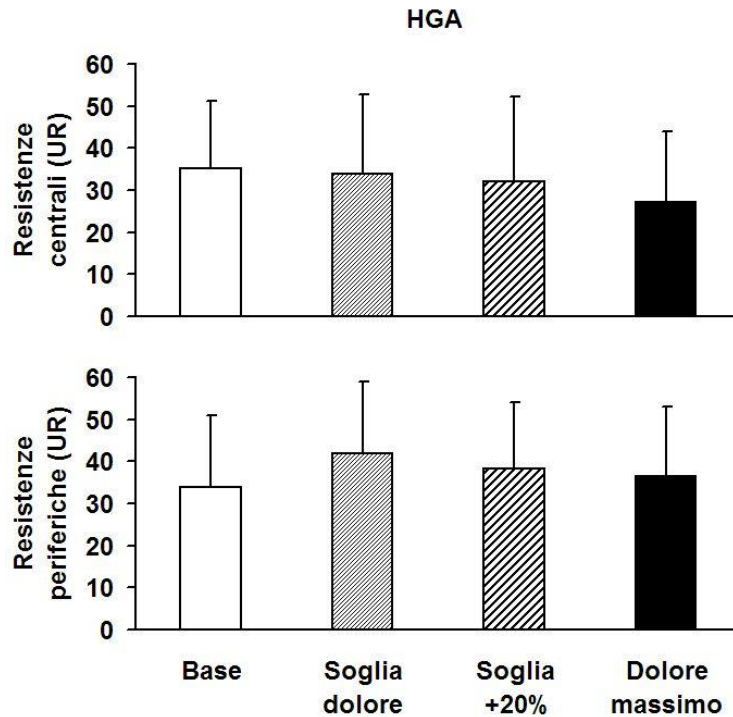 HGA
Resistenze
centrali (UR)
60
50
40
30
20
10
0
Resistenze
periferiche (UR)
60
50
40
30
20
10
0
Base
Soglia
dolore
Soglia
+20%
Dolore
massimo